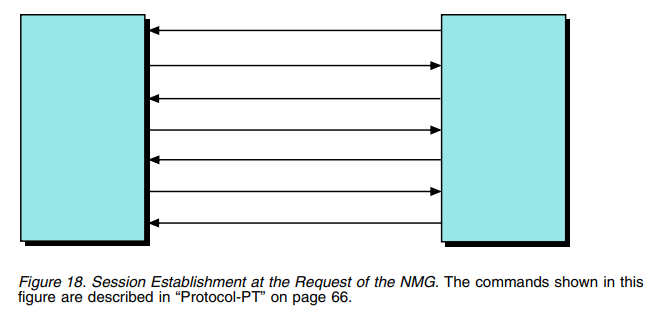 Figure 18. Session Establishment at the Request of the NMG. The commands shown in this
figure are described in “Protocol-PT” on page 66.